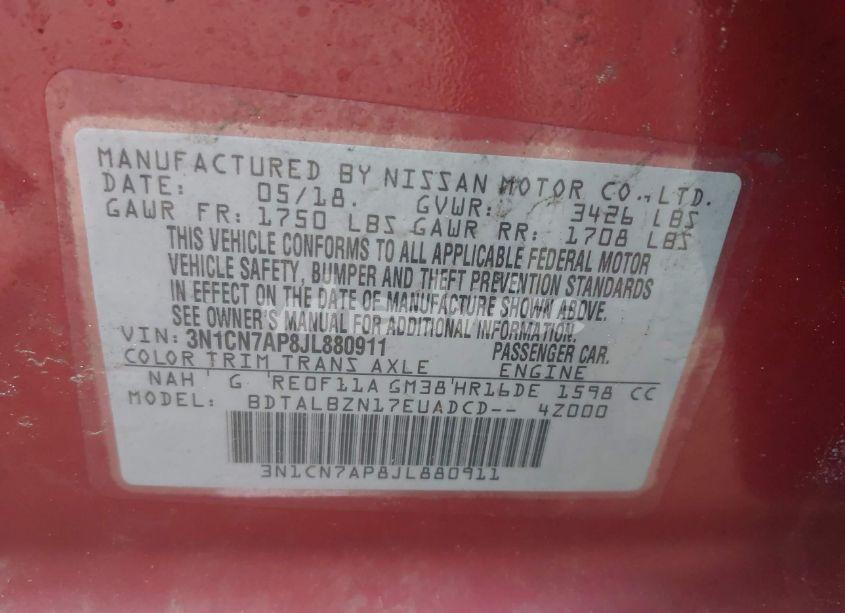 MANUFACTURED BY NISSAN MOTOR CO., LTD.
DATE: 05/18. GVWR: 3426 LBS
GAWR FR: 1750 LBS GAWR RR: 1708 LBS
THIS VEHICLE CONFORMS TO ALL APPLICABLE FEDERAL MOTOR
VEHICLE SAFETY, BUMPER AND THEFT PREVENTION STANDARDS
IN EFFECT ON THE DATE OF MANUFACTURE SHOWN ABOVE.
SEE OWNER'S MANUAL FOR ADDITIONAL INFORMATION
VIN: 3N1CN7AP8JL880911 PASSENGER CAR.
COLOR TRIM TRANS AXLE ENGINE
NAH ' G 'RE0F11A GM38'HR16DE 1598 CC
MODEL: BDTALBZN17EUADCD-- 4Z000
3N1CN7AP8JL880911